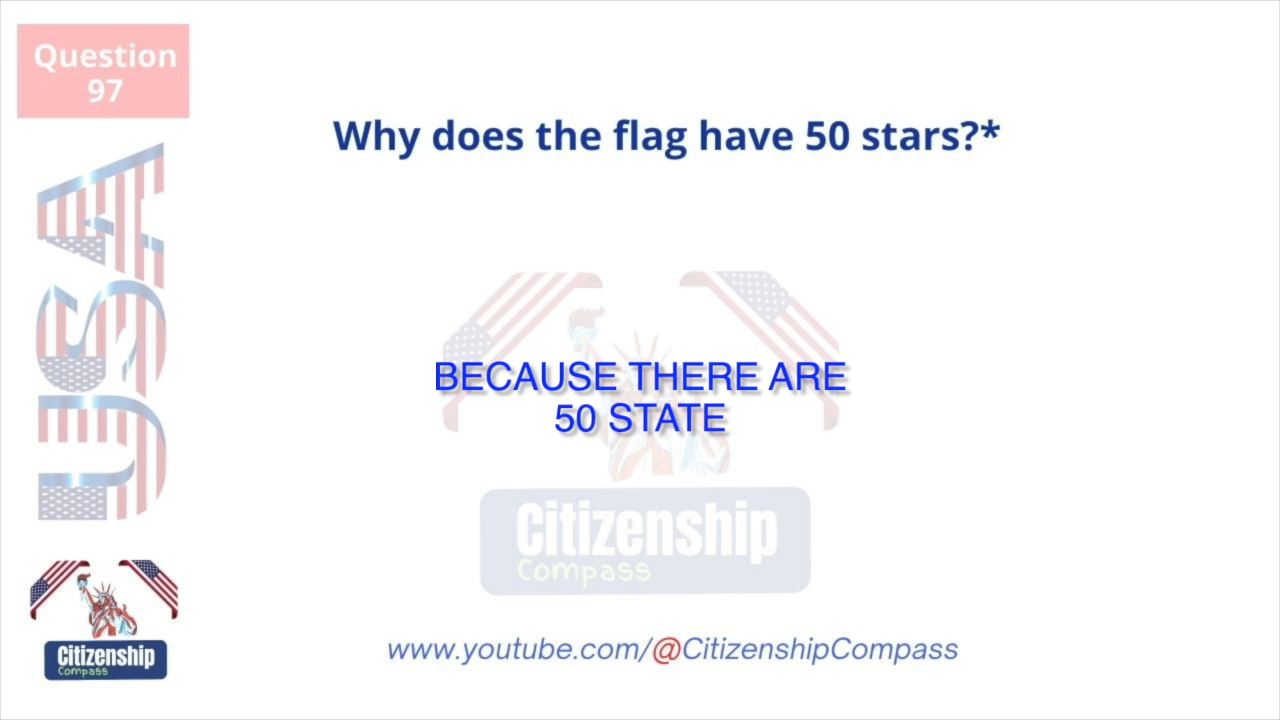 Question
97
Why does the flag have 50 stars?*
USA
BECAUSE THERE ARE
50 STATE
Citizenship
Compass
www.youtube.com/@CitizenshipCompass
Citizenship
Compass